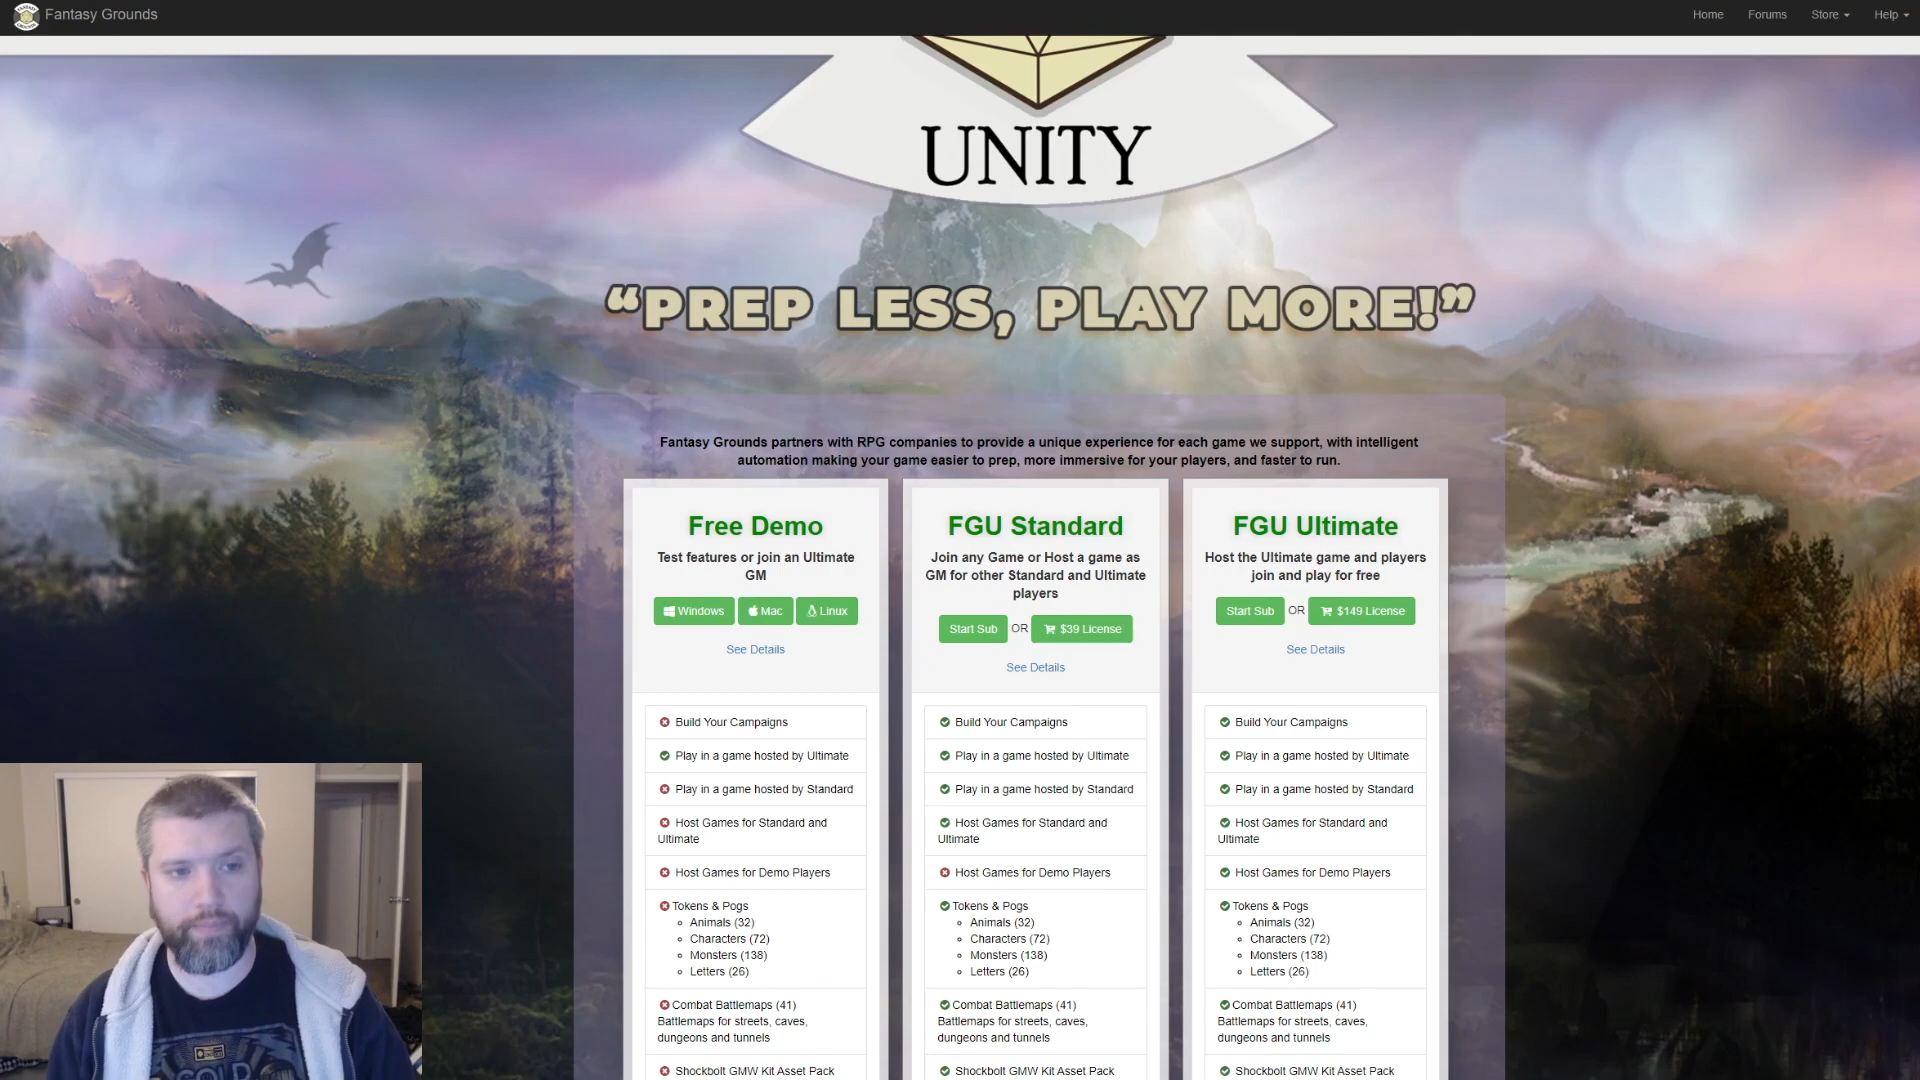 Fantasy Grounds
Home
Forums
Store
Help
UNITY
“PREP LESS, PLAY MORE!”
Fantasy Grounds partners with RPG companies to provide a unique experience for each game we support, with intelligent
automation making your game easier to prep, more immersive for your players, and faster to run.
Free Demo
Test features or join an Ultimate
GM
Windows
Mac
Linux
See Details
Build Your Campaigns
Play in a game hosted by Ultimate
Play in a game hosted by Standard
Host Games for Standard and
Ultimate
Host Games for Demo Players
Tokens & Pogs
Animals (32)
Characters (72)
Monsters (138)
Letters (26)
Combat Battlemaps (41)
Battlemaps for streets, caves,
dungeons and tunnels
Shockbolt GMW Kit Asset Pack
FGU Standard
Join any Game or Host a game as
GM for other Standard and Ultimate
players
Start Sub OR $39 License
See Details
Build Your Campaigns
Play in a game hosted by Ultimate
Play in a game hosted by Standard
Host Games for Standard and
Ultimate
Host Games for Demo Players
Tokens & Pogs
Animals (32)
Characters (72)
Monsters (138)
Letters (26)
Combat Battlemaps (41)
Battlemaps for streets, caves,
dungeons and tunnels
Shockbolt GMW Kit Asset Pack
FGU Ultimate
Host the Ultimate game and players
join and play for free
Start Sub OR $149 License
See Details
Build Your Campaigns
Play in a game hosted by Ultimate
Play in a game hosted by Standard
Host Games for Standard and
Ultimate
Host Games for Demo Players
Tokens & Pogs
Animals (32)
Characters (72)
Monsters (138)
Letters (26)
Combat Battlemaps (41)
Battlemaps for streets, caves,
dungeons and tunnels
Shockbolt GMW Kit Asset Pack